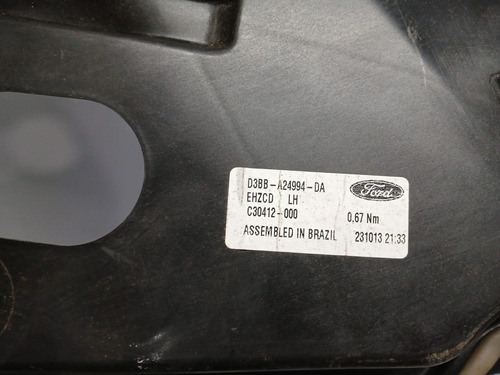 D3BB-A24994-DA
Ford
EHZCD LH
C30412-000 0.67 Nm
ASSEMBLED IN BRAZIL 231013 21:33